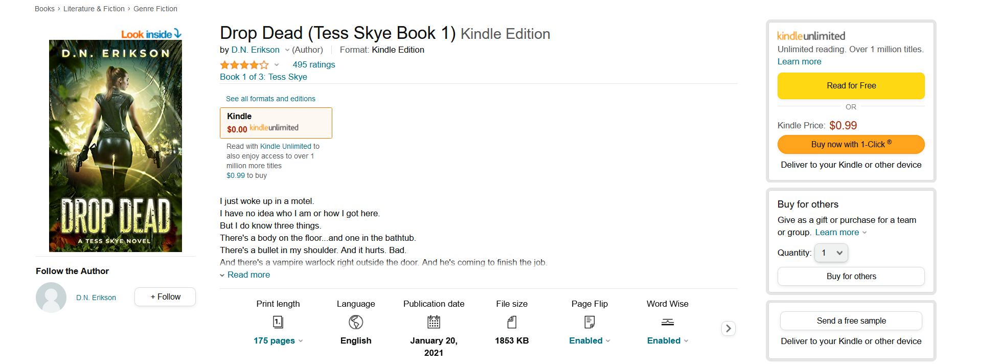 Books › Literature & Fiction › Genre Fiction
Look inside
D.N. ERIKSON
DROP DEAD
A TESS SKYE NOVEL
Follow the Author
D.N. Erikson
+ Follow
Drop Dead (Tess Skye Book 1) Kindle Edition
by D.N. Erikson (Author) Format: Kindle Edition
495 ratings
Book 1 of 3: Tess Skye
See all formats and editions
Kindle
$0.00 kindleunlimited
Read with Kindle Unlimited to
also enjoy access to over 1
million more titles
$0.99 to buy
I just woke up in a motel.
I have no idea who I am or how I got here.
But I do know three things.
There's a body on the floor...and one in the bathtub.
There's a bullet in my shoulder. And it hurts. Bad.
And there's a vampire warlock right outside the door. And he's coming to finish the job.
Read more
Print length
1.
175 pages
Language
English
Publication date
January 20,
2021
File size
1853 KB
Page Flip
Enabled
Word Wise
Enabled
kindleunlimited
Unlimited reading. Over 1 million titles.
Learn more
Read for Free
OR
Kindle Price: $0.99
Buy now with 1-Click ®
Deliver to your Kindle or other device
Buy for others
Give as a gift or purchase for a team
or group. Learn more
Quantity: 1
Buy for others
Send a free sample
Deliver to your Kindle or other device